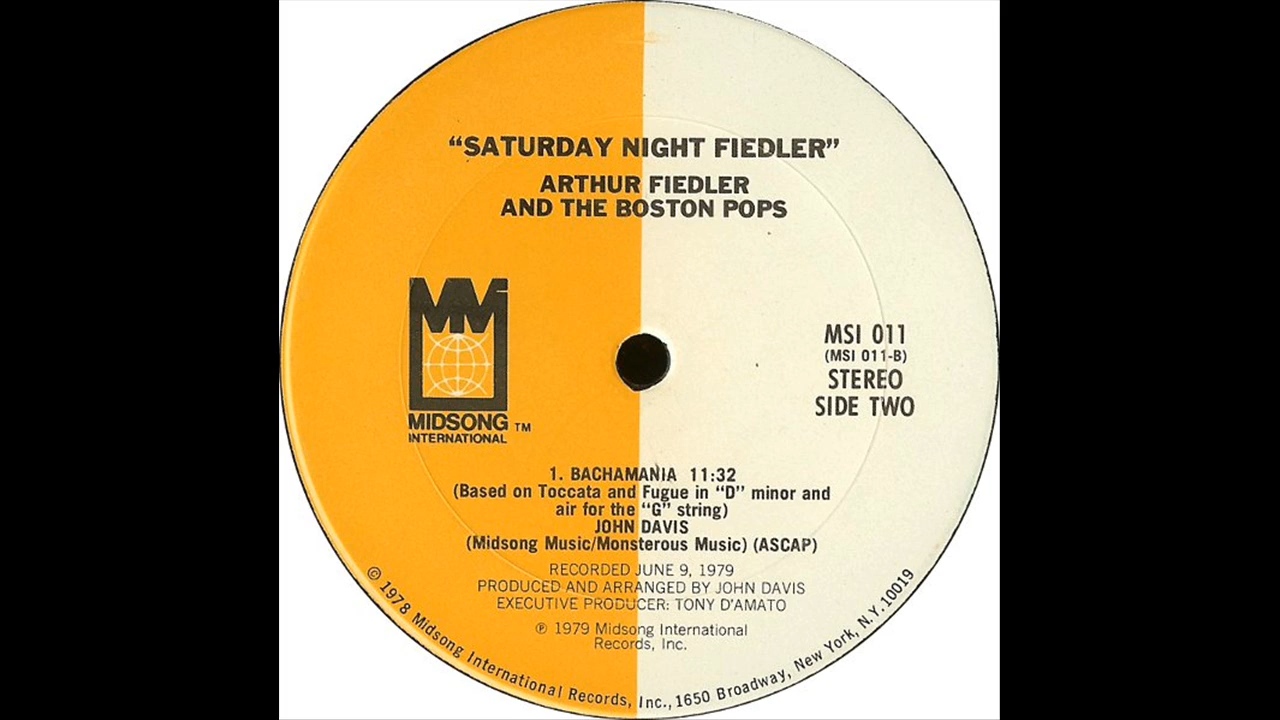 “SATURDAY NIGHT FIEDLER”
ARTHUR FIEDLER
AND THE BOSTON POPS
MM
MIDSONG TM
INTERNATIONAL
MSI 011
(MSI 011-B)
STEREO
SIDE TWO
1. BACHAMANIA 11:32
(Based on Toccata and Fugue in “D” minor and
air for the “G” string)
JOHN DAVIS
(Midsong Music/Monsterous Music) (ASCAP)
RECORDED JUNE 9, 1979
PRODUCED AND ARRANGED BY JOHN DAVIS
EXECUTIVE PRODUCER: TONY D'AMATO
℗ 1979 Midsong International
Records, Inc.
© 1978 Midsong International Records, Inc., 1650 Broadway, New York, N.Y. 10019